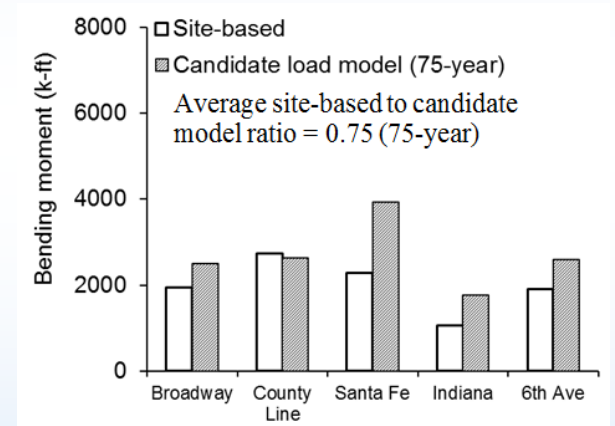 8000
6000
4000
2000
0
Bending moment (k-ft)
Site-based
Candidate load model (75-year)
Average site-based to candidate
model ratio = 0.75 (75-year)
Broadway
County
Line
Santa Fe
Indiana
6th Ave